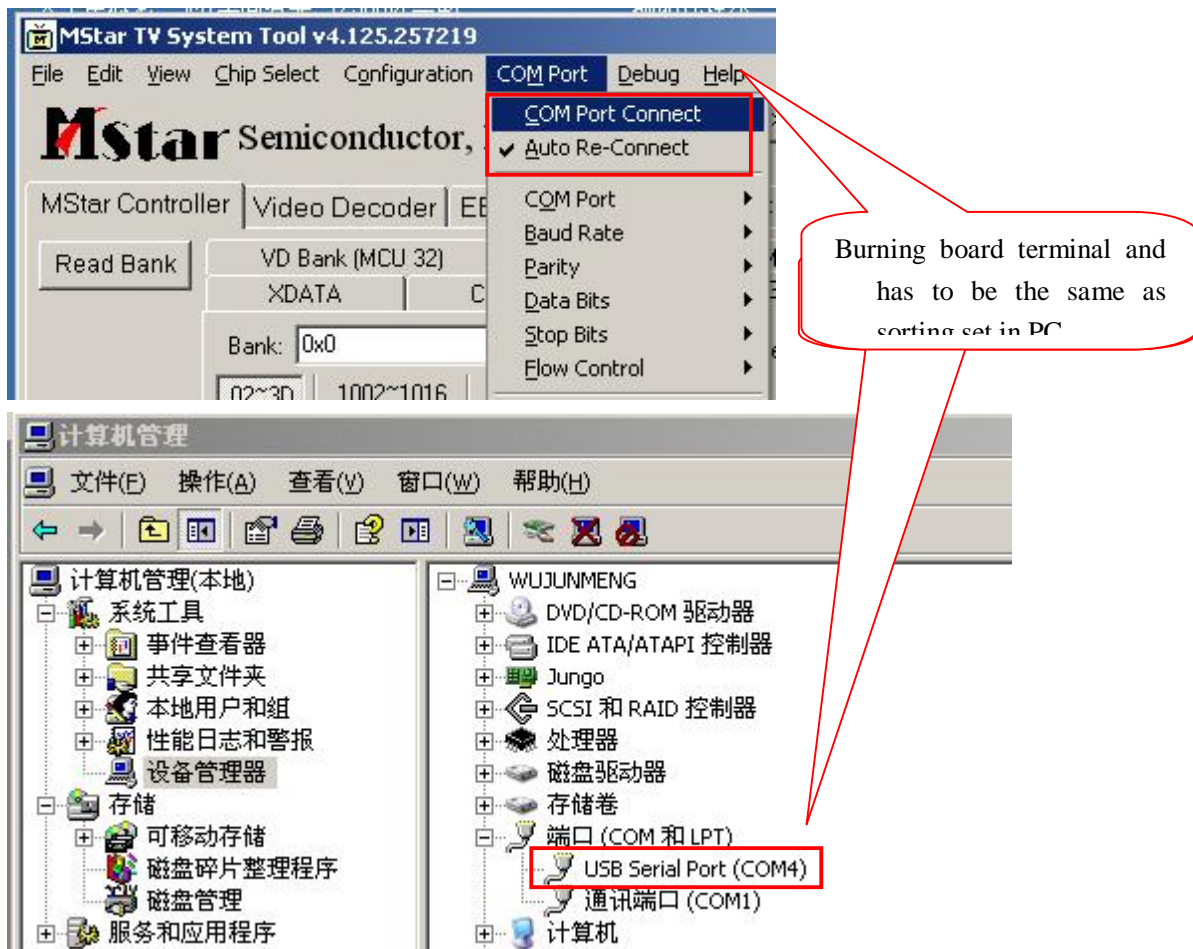 MStar TV System Tool v4.125.257219
File Edit View Chip Select Configuration COM Port Debug Help
MStar Semiconductor,
COM Port Connect
Auto Re-Connect
COM Port
Baud Rate
Parity
Data Bits
Stop Bits
Flow Control
MStar Controller Video Decoder
Read Bank
VD Bank (MCU 32)
XDATA
Bank: 0x0
02~3D 1002~1016
Burning board terminal and
has to be the same as
sorting set in PC
计算机管理
文件(F) 操作(A) 查看(V) 窗口(W) 帮助(H)
计算机管理(本地)
系统工具
事件查看器
共享文件夹
本地用户和组
性能日志和警报
设备管理器
存储
可移动存储
磁盘碎片整理程序
磁盘管理
服务和应用程序
WUJUNMENG
DVD/CD-ROM 驱动器
IDE ATA/ATAPI 控制器
Jungo
SCSI 和 RAID 控制器
处理器
磁盘驱动器
存储卷
端口 (COM 和 LPT)
USB Serial Port (COM4)
通讯端口 (COM1)
计算机